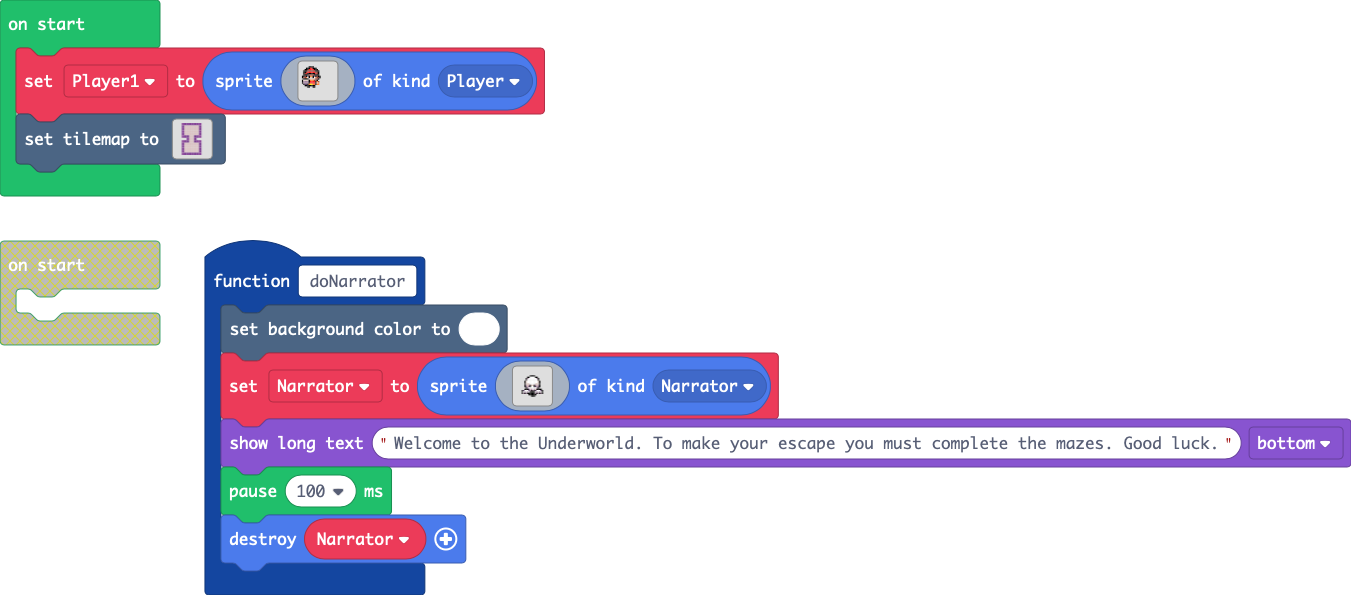 on start
set Player1 to sprite of kind Player
set tilemap to
on start
function doNarrator
set background color to
set Narrator to sprite of kind Narrator
show long text " Welcome to the Underworld. To make your escape you must complete the mazes. Good luck. " bottom
pause 100 ms
destroy Narrator